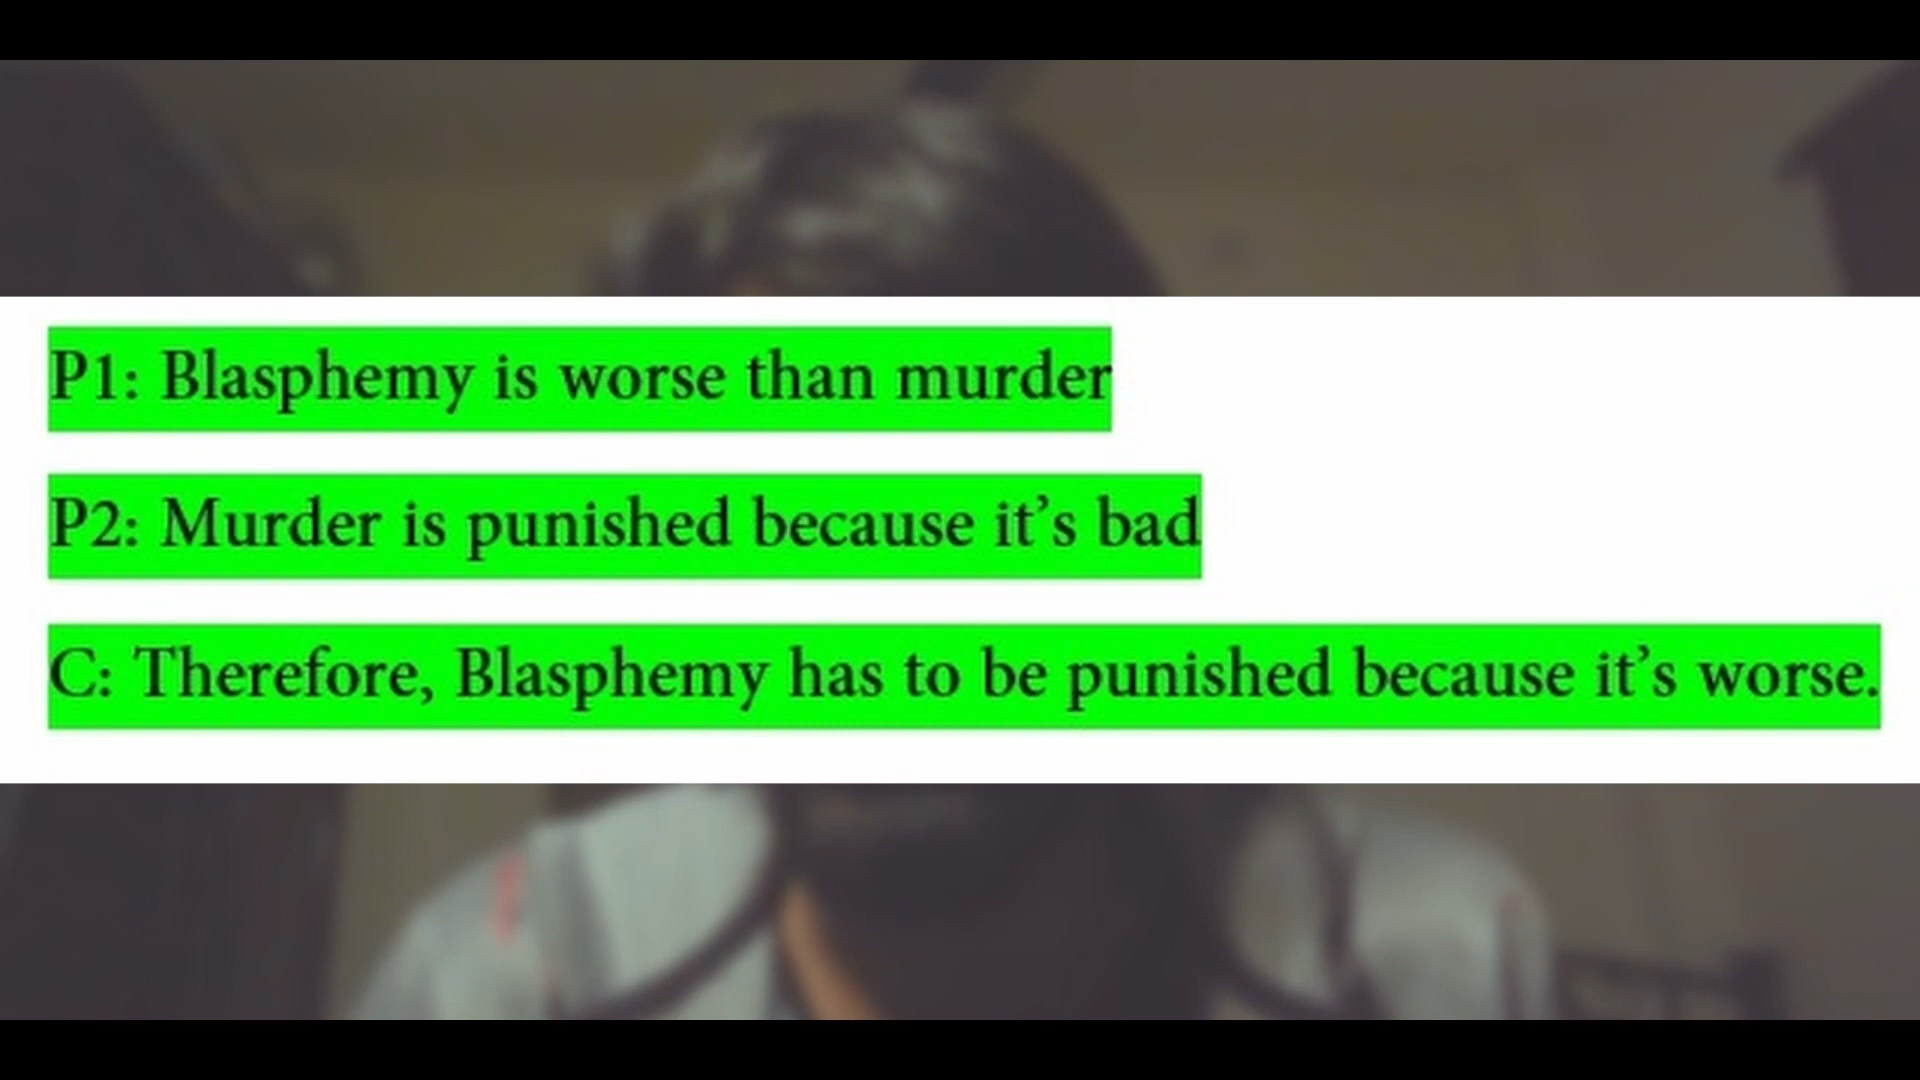 P1: Blasphemy is worse than murder
P2: Murder is punished because it’s bad
C: Therefore, Blasphemy has to be punished because it’s worse.